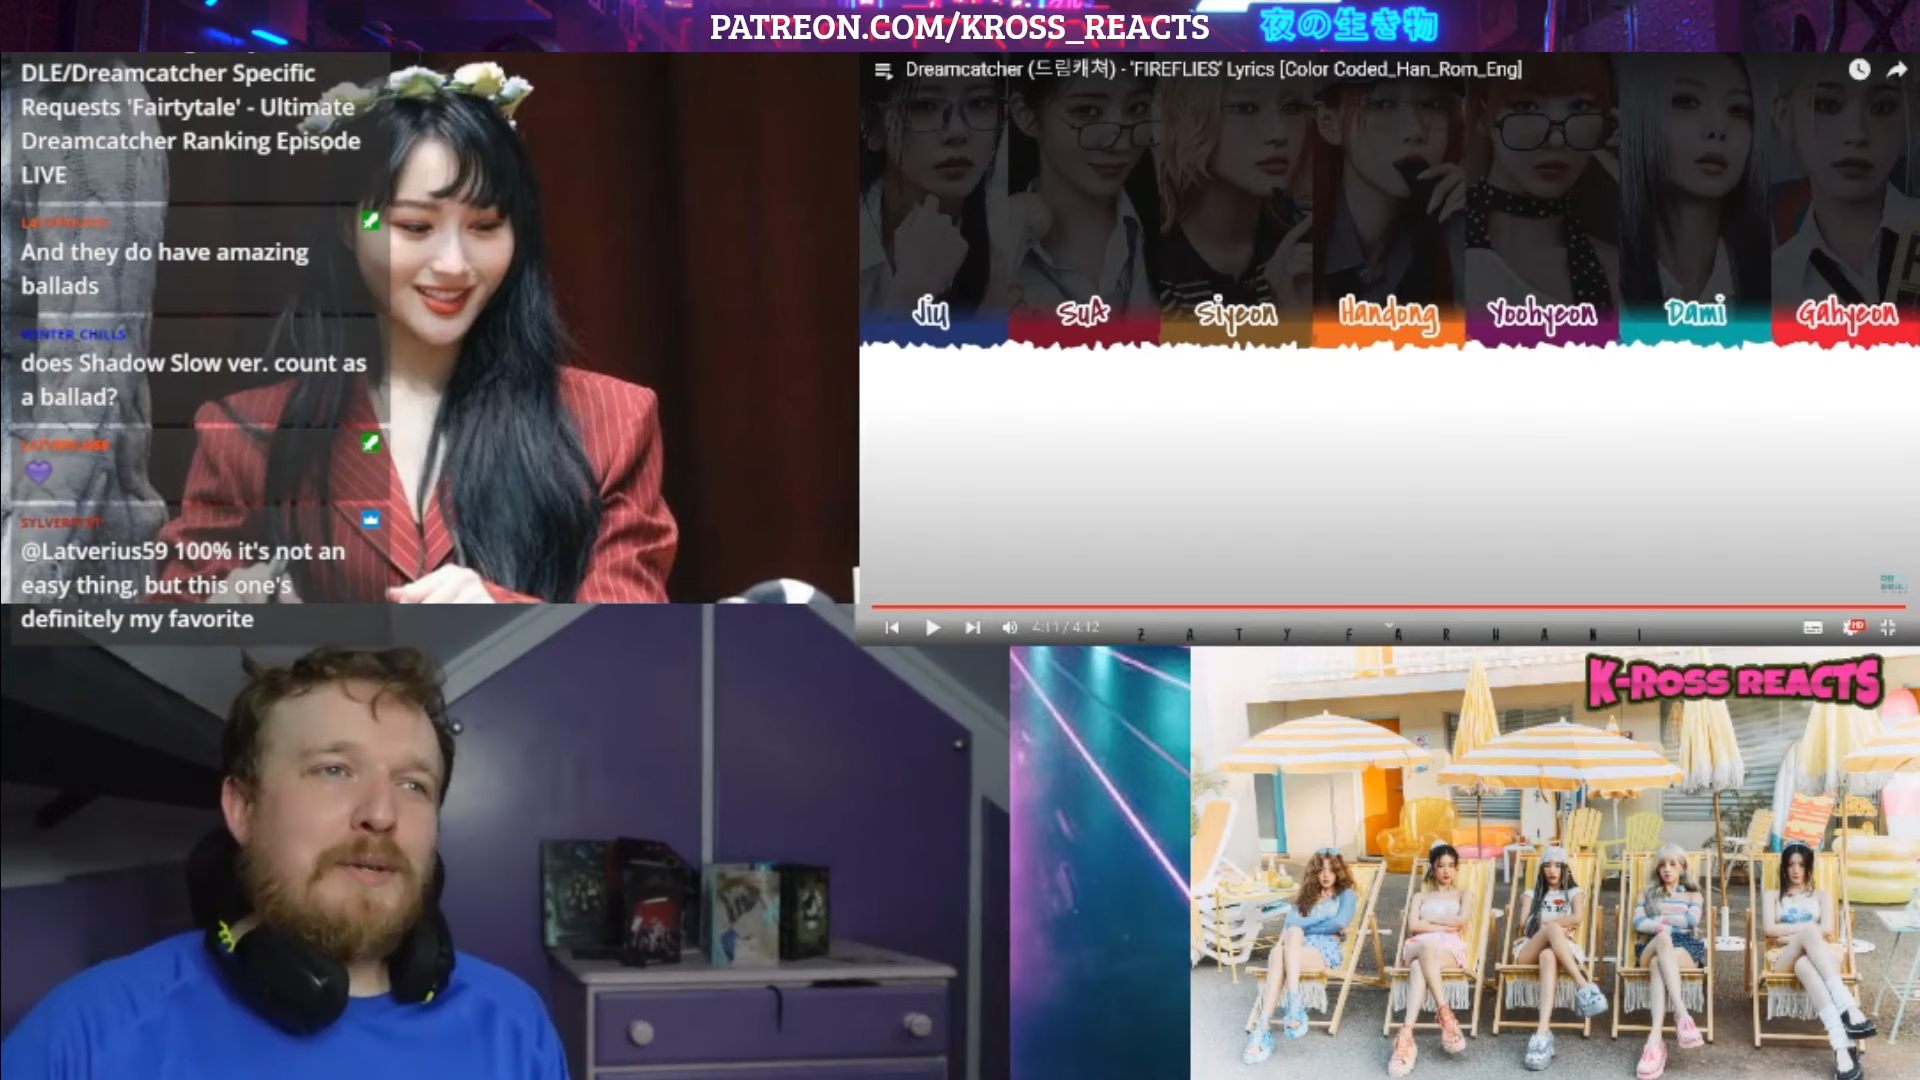 PATREON.COM/KROSS_REACTS
夜の生き物
DLE/Dreamcatcher Specific
Requests 'Fairtytale' - Ultimate
Dreamcatcher Ranking Episode
LIVE
And they do have amazing
ballads
WINTER_CHILLS
does Shadow Slow ver. count as
a ballad?
@Latverius59 100% it's not an
easy thing, but this one's
definitely my favorite
Dreamcatcher (드림캐쳐) - 'FIREFLIES' Lyrics [Color Coded_Han_Rom_Eng]
Jiu
SuA
Siyeon
Handong
Yoohyeon
Dami
Gahyeon
4:11 / 4:12
Z A T Y F A R H A N I
HD
K-ROSS REACTS